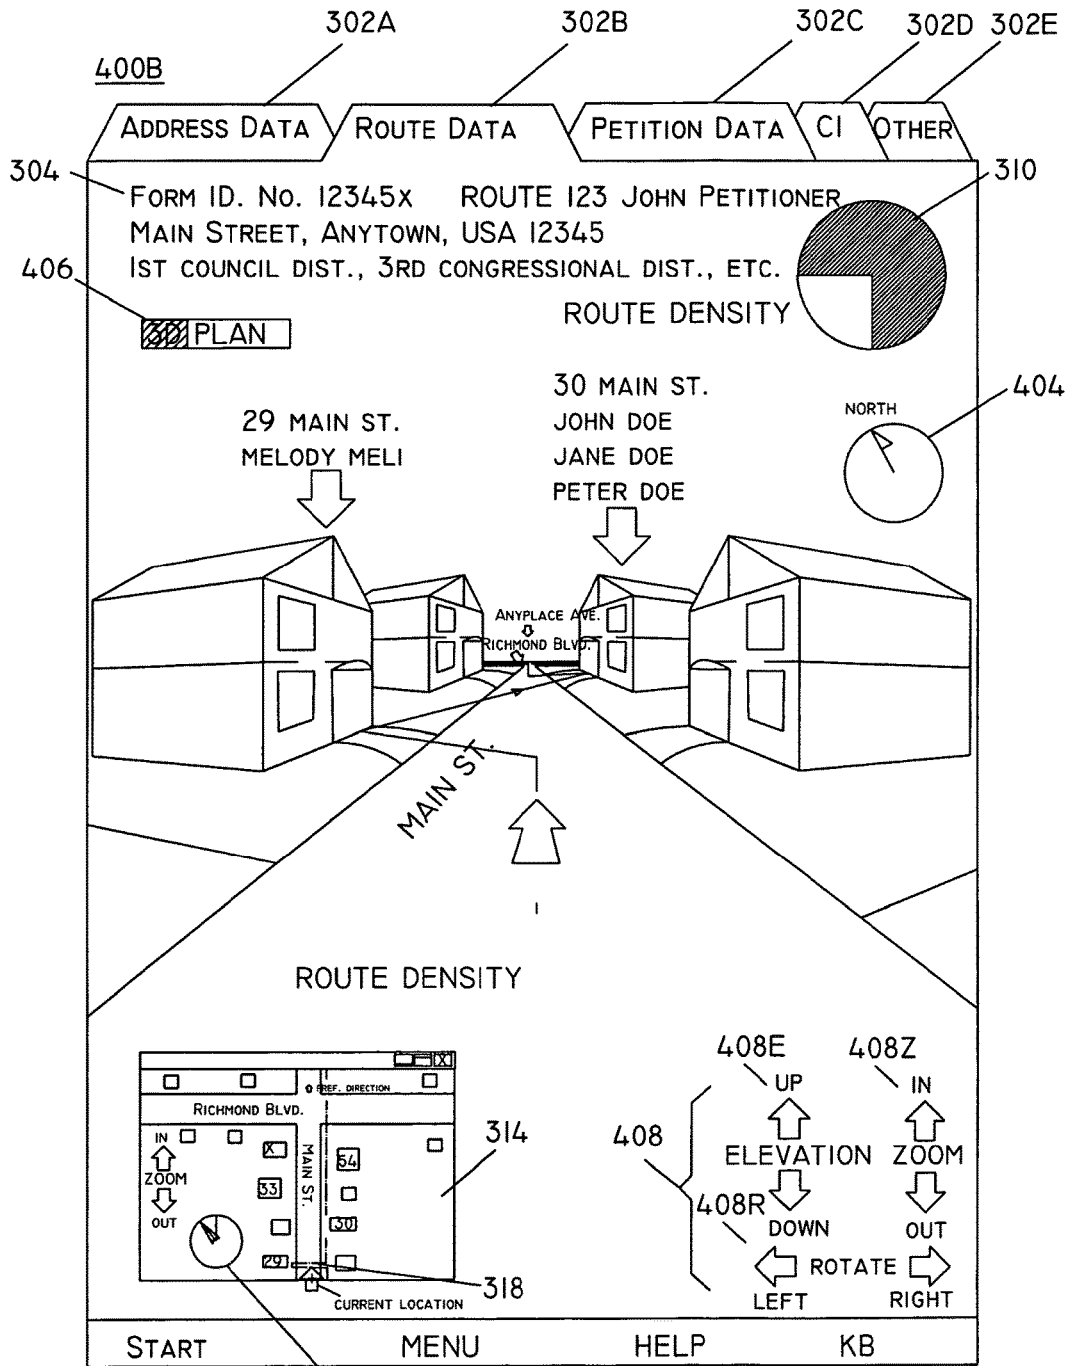 302A 302B 302C 302D 302E
400B
ADDRESS DATA ROUTE DATA PETITION DATA CI OTHER
304 310
FORM ID. NO. 12345X ROUTE 123 JOHN PETITIONER
MAIN STREET, ANYTOWN, USA 12345
1ST COUNCIL DIST., 3RD CONGRESSIONAL DIST., ETC.
406
ROUTE DENSITY
3D PLAN
30 MAIN ST.
404
NORTH
29 MAIN ST.
JOHN DOE
MELODY MELI
JANE DOE
PETER DOE
ANYPLACE AVE.
RICHMOND BLVD.
MAIN ST.
ROUTE DENSITY
408E 408Z
X
UP IN
PREF. DIRECTION
RICHMOND BLVD.
314
408
IN
ZOOM
OUT
MAIN ST.
X
54
33
30
29
ELEVATION ZOOM
408R
DOWN OUT
ROTATE
LEFT RIGHT
318
CURRENT LOCATION
START MENU HELP KB